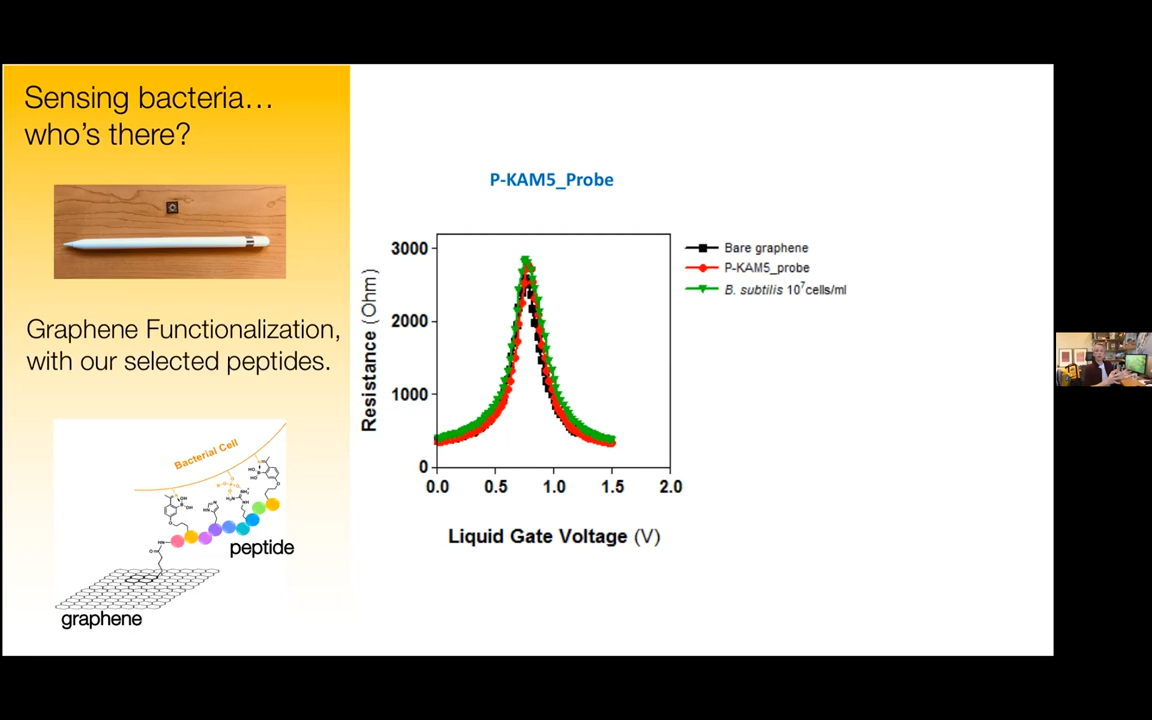 Sensing bacteria…
who's there?
Graphene Functionalization,
with our selected peptides.
Bacterial Cell
peptide
graphene
P-KAM5_Probe
3000
2000
1000
0
0.0 0.5 1.0 1.5 2.0
Resistance (Ohm)
Liquid Gate Voltage (V)
Bare graphene
P-KAM5_probe
B. subtilis 10⁷cells/ml